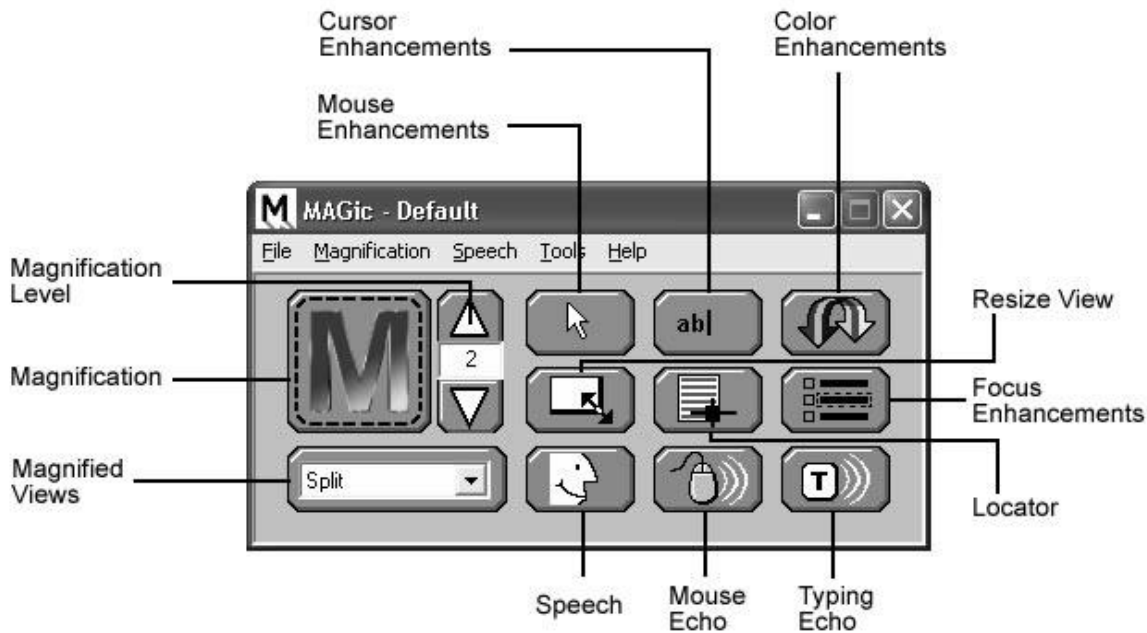 Cursor
Enhancements
Color
Enhancements
Mouse
Enhancements
M MAGic - Default
File Magnification Speech Tools Help
Magnification
Level
Resize View
M
2
ab
Magnification
Focus
Enhancements
Magnified
Views
Split
T
Locator
Speech
Mouse
Echo
Typing
Echo